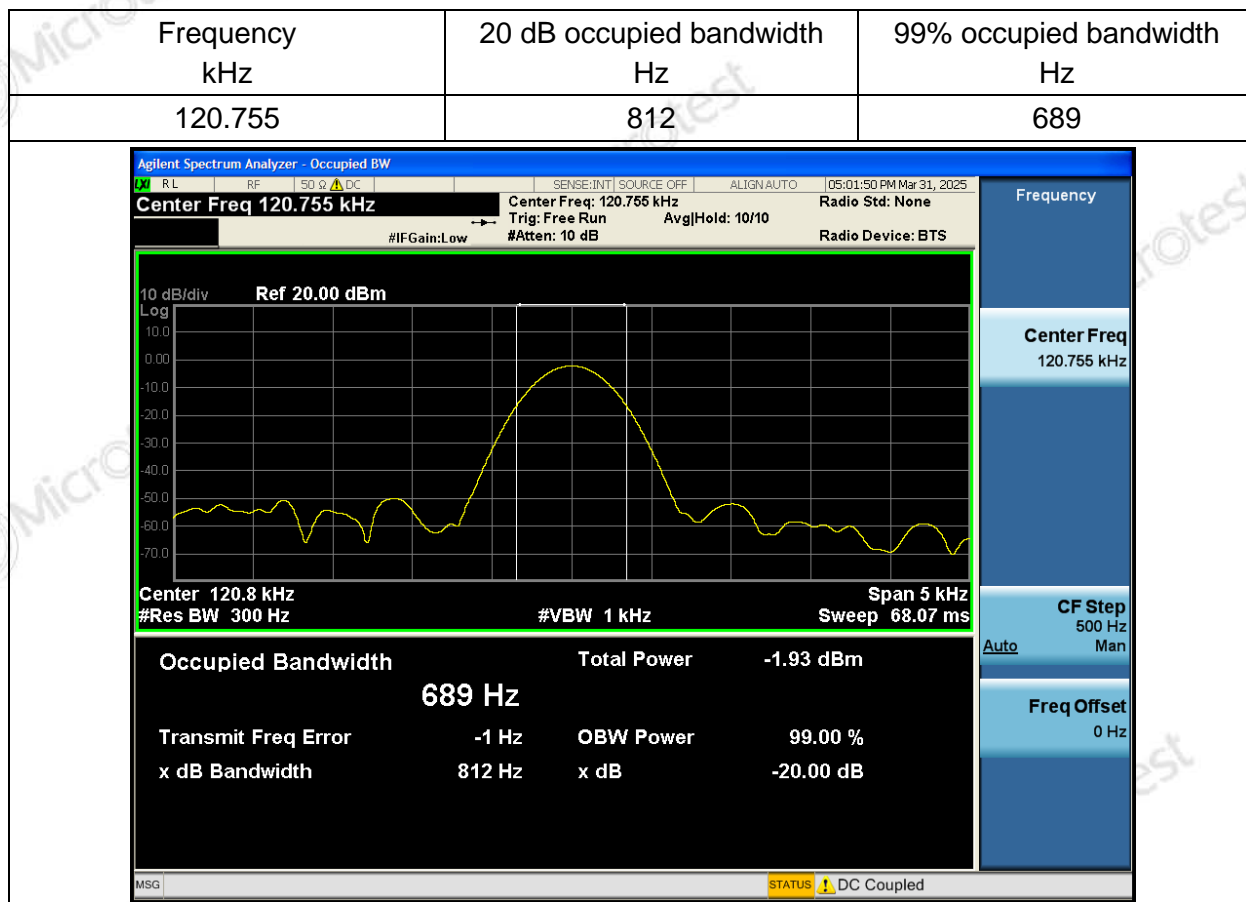 Frequency
kHz
20 dB occupied bandwidth
Hz
99% occupied bandwidth
Hz
120.755
812
689
Agilent Spectrum Analyzer - Occupied BW
LXI RL RF 50 Ω DC SENSE:INT SOURCE OFF ALIGN AUTO 05:01:50 PM Mar 31, 2025
Center Freq 120.755 kHz
Center Freq: 120.755 kHz
Radio Std: None
Trig: Free Run Avg|Hold: 10/10
#IFGain:Low #Atten: 10 dB Radio Device: BTS
Frequency
10 dB/div Ref 20.00 dBm
Log
10.0
0.00
-10.0
-20.0
-30.0
-40.0
-50.0
-60.0
-70.0
Center 120.8 kHz Span 5 kHz
#Res BW 300 Hz #VBW 1 kHz Sweep 68.07 ms
Center Freq
120.755 kHz
CF Step
500 Hz
Auto Man
Freq Offset
0 Hz
Occupied Bandwidth Total Power -1.93 dBm
689 Hz
Transmit Freq Error -1 Hz OBW Power 99.00 %
x dB Bandwidth 812 Hz x dB -20.00 dB
MSG STATUS DC Coupled